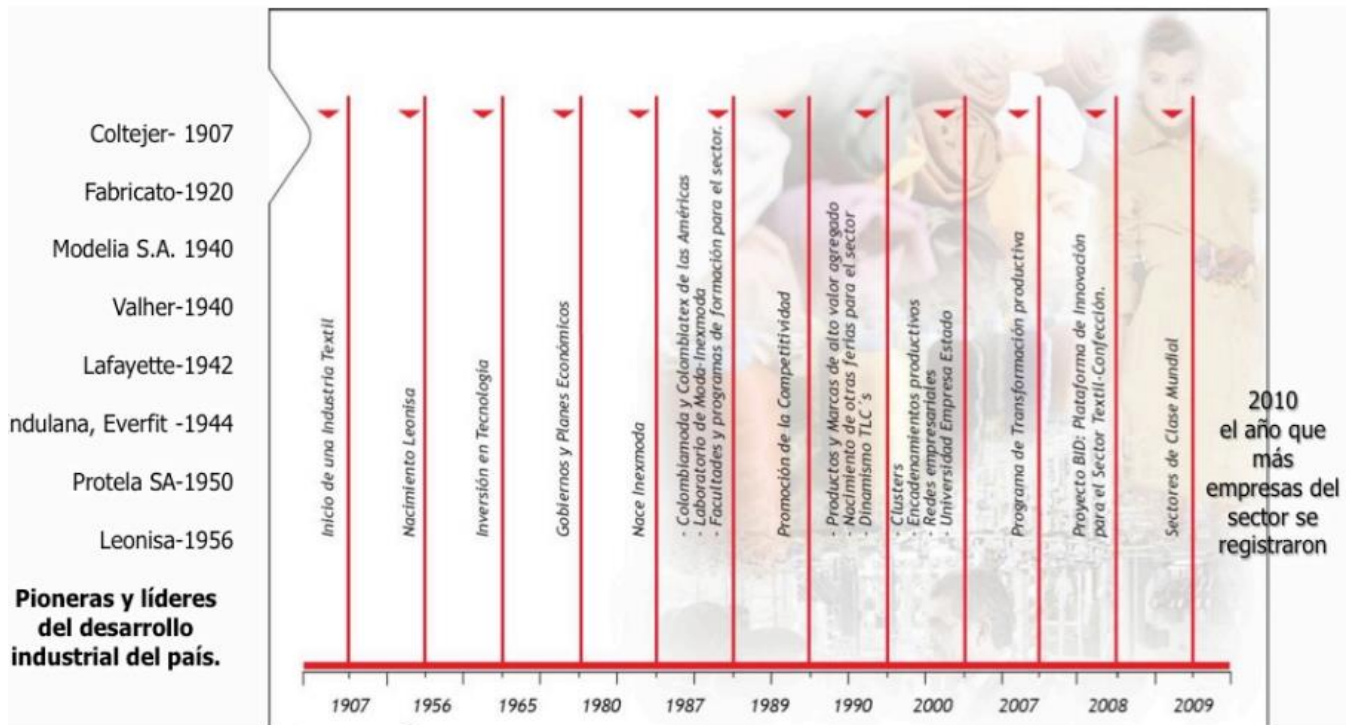 Coltejer- 1907
Fabricato-1920
Modelia S.A. 1940
Valher-1940
Lafayette-1942
ndulana, Everfit -1944
Protela SA-1950
Leonisa-1956
Pioneras y líderes
del desarrollo
industrial del país.
Inicio de una Industria Textil
Nacimiento Leonisa
Inversión en Tecnología
Gobiernos y Planes Económicos
Nace Inexmoda
- Colombiamoda y Colombiatex de las Américas
- Laboratorio de Moda-Inexmoda
- Facultades y programas de formación para el sector.
Promoción de la Competitividad
- Productos y Marcas de alto valor agregado
- Nacimiento de otras ferias para el sector
- Dinamismo TLC´s
- Clusters
- Encadenamientos productivos
- Redes empresariales
- Universidad Empresa Estado
Programa de Transformación productiva
Proyecto BID: Plataforma de Innovación
para el Sector Textil-Confección.
Sectores de Clase Mundial
2010
el año que
más
empresas del
sector se
registraron
1907 1956 1965 1980 1987 1989 1990 2000 2007 2008 2009